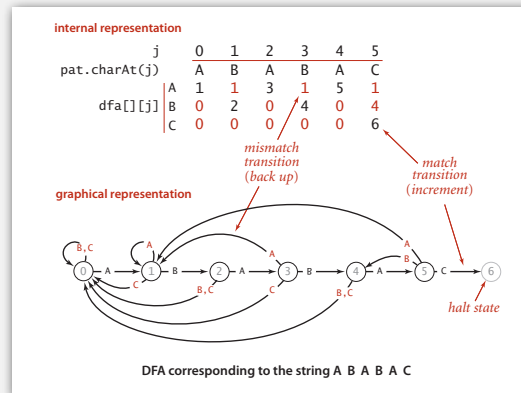 internal representation
j 0 1 2 3 4 5
pat.charAt(j) A B A B A C
A 1 1 3 1 5 1
dfa[][j] B 0 2 0 4 0 4
C 0 0 0 0 0 6
mismatch
transition
(back up)
match
transition
(increment)
graphical representation
B,C A A A
0 A 1 B 2 A 3 B 4 A 5 C 6
B
C B,C C B,C
halt state
DFA corresponding to the string A B A B A C